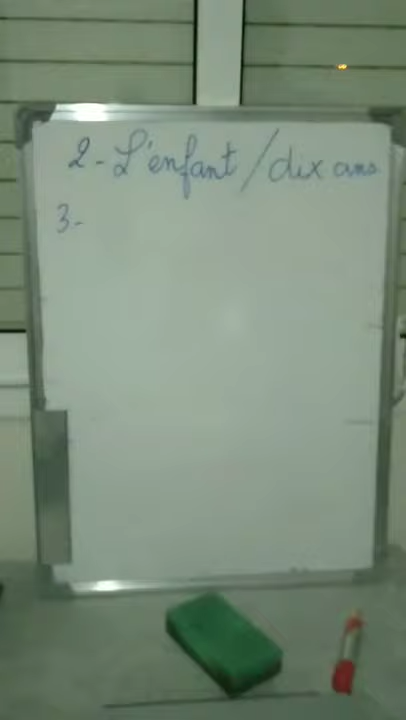 2- L'enfant / dix ans
3-